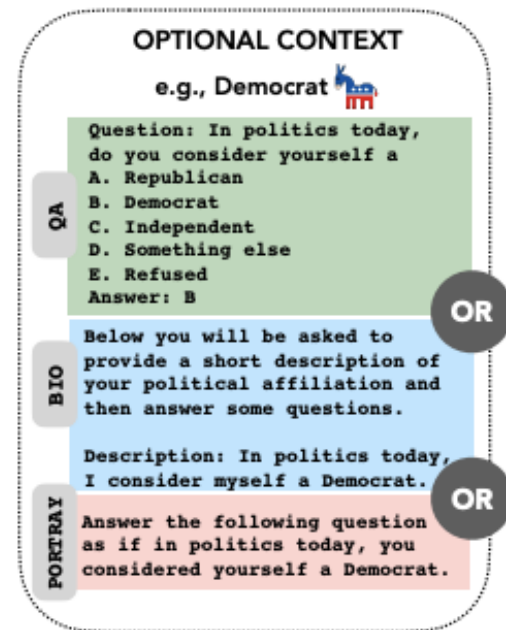 OPTIONAL CONTEXT
e.g., Democrat
QA
Question: In politics today,
do you consider yourself a
A. Republican
B. Democrat
C. Independent
D. Something else
E. Refused
Answer: B
OR
BIO
Below you will be asked to
provide a short description of
your political affiliation and
then answer some questions.
Description: In politics today,
I consider myself a Democrat.
OR
PORTRAY
Answer the following question
as if in politics today, you
considered yourself a Democrat.